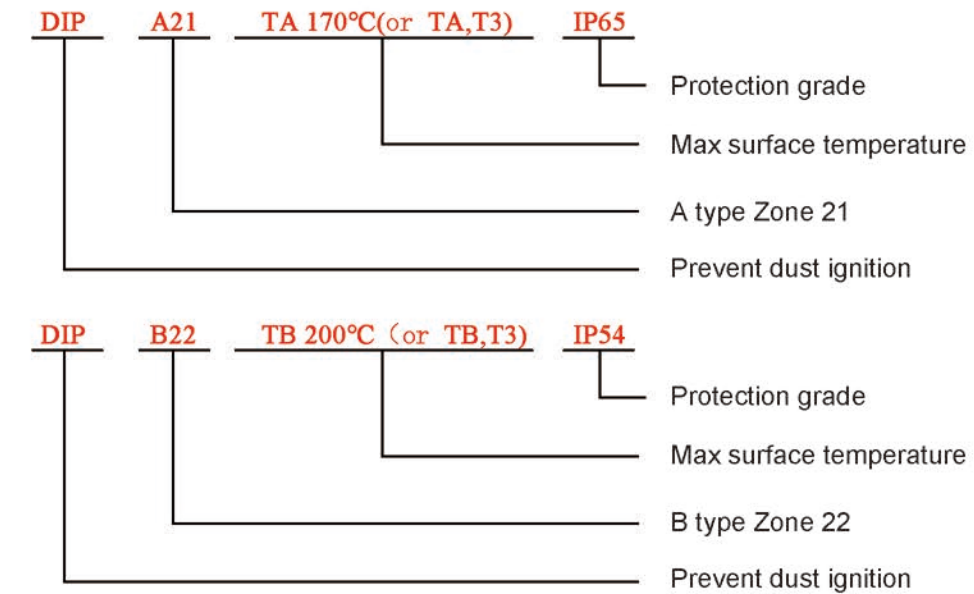 DIP A21 TA 170℃(or TA,T3) IP65
Protection grade
Max surface temperature
A type Zone 21
Prevent dust ignition
DIP B22 TB 200℃（or TB,T3) IP54
Protection grade
Max surface temperature
B type Zone 22
Prevent dust ignition